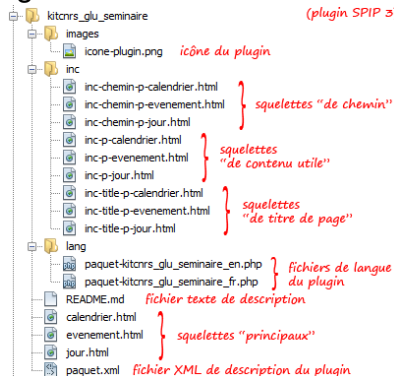 kitcnrs_glu_seminaire (plugin SPIP 3
images
icone-plugin.png icône du plugin
inc
inc-chemin-p-calendrier.html
inc-chemin-p-evenement.html squelettes “de chemin”
inc-chemin-p-jour.html
inc-p-calendrier.html squelettes
inc-p-evenement.html “de contenu utile”
inc-p-jour.html
inc-title-p-calendrier.html squelettes
inc-title-p-evenement.html “de titre de page”
inc-title-p-jour.html
lang
paquet-kitcnrs_glu_seminaire_en.php fichiers de langue
paquet-kitcnrs_glu_seminaire_fr.php du plugin
README.md fichier texte de description
calendrier.html
evenement.html squelettes “principaux”
jour.html
paquet.xml fichier XML de description du plugin